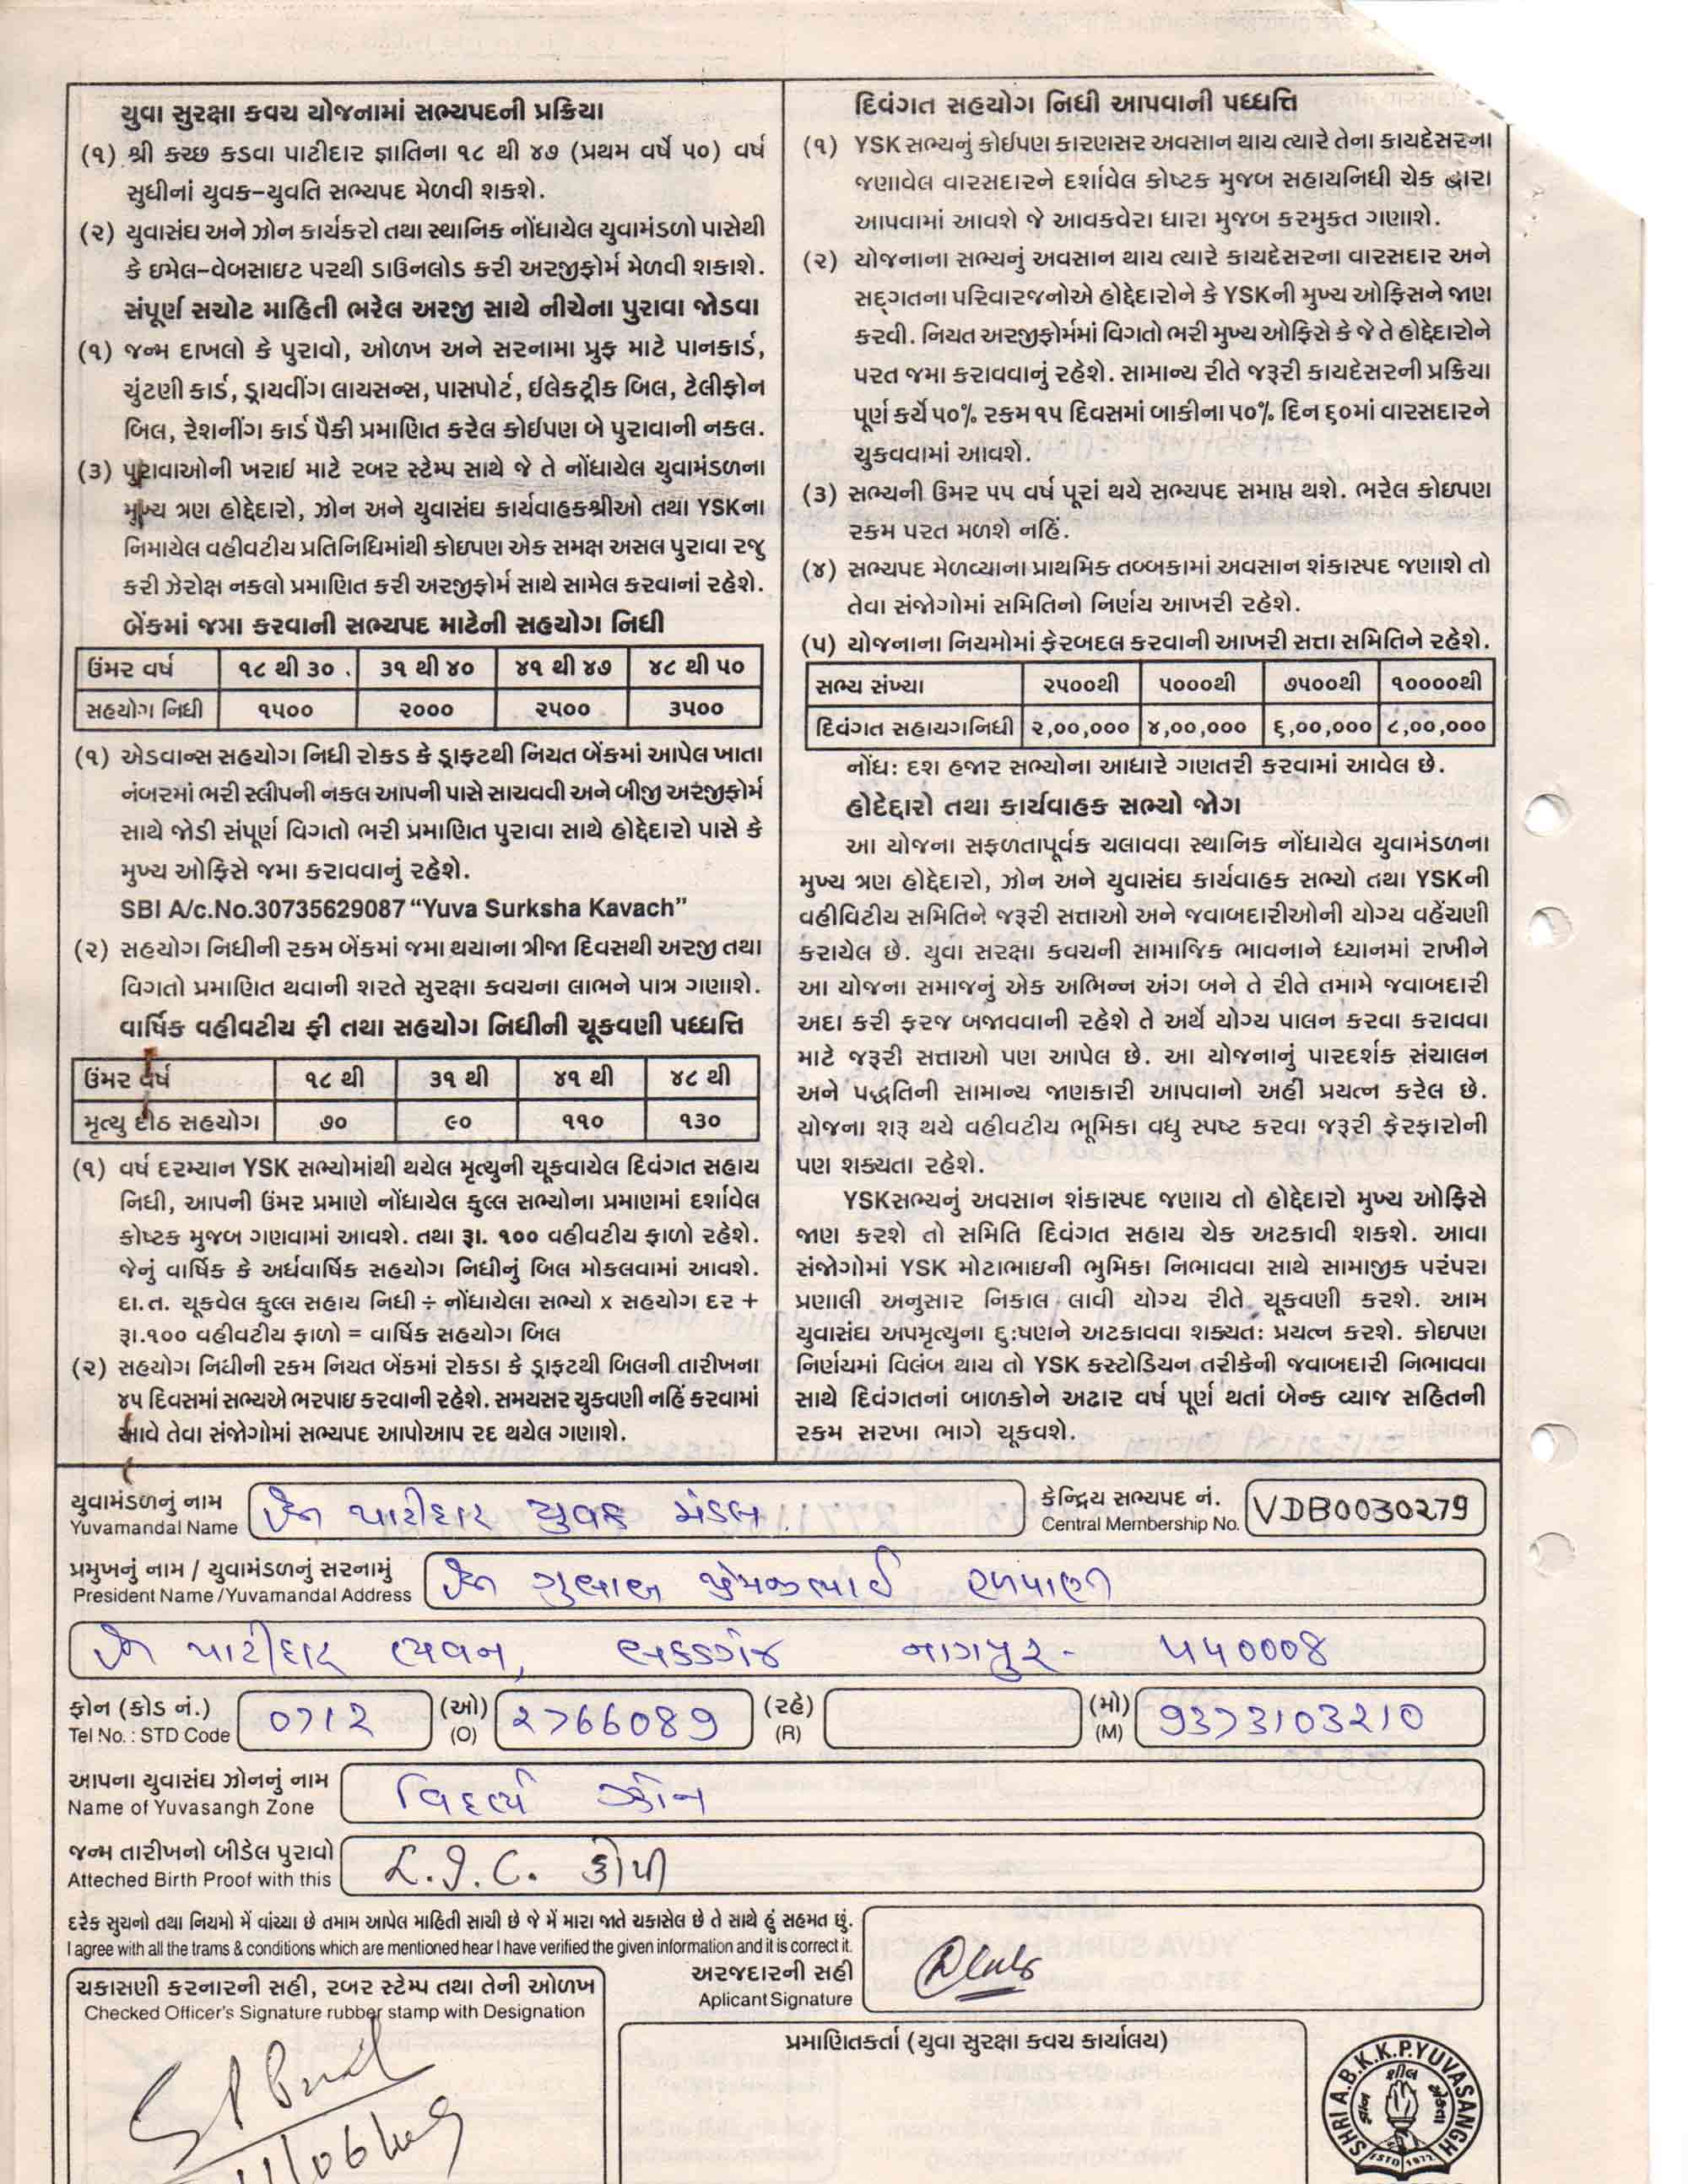 યુવા સુરક્ષા કવચ યોજનામાં સભ્યપદની પ્રક્રિયા
(૧) શ્રી કચ્છ કડવા પાટીદાર જ્ઞાતિના ૧૮ થી ૪૭ (પ્રથમ વર્ષે ૫૦) વર્ષ
સુધીનાં યુવક-યુવતિ સભ્યપદ મેળવી શકશે.
(૨) યુવાસંઘ અને ઝોન કાર્યકરો તથા સ્થાનિક નોંધાયેલ યુવામંડળો પાસેથી
કે ઇમેલ-વેબસાઇટ પરથી ડાઉનલોડ કરી અરજીફોર્મ મેળવી શકાશે.
સંપૂર્ણ સચોટ માહિતી ભરેલ અરજી સાથે નીચેના પુરાવા જોડવા
(૧) જન્મ દાખલો કે પુરાવો, ઓળખ અને સરનામા પ્રુફ માટે પાનકાર્ડ,
ચુંટણી કાર્ડ, ડ્રાયવીંગ લાયસન્સ, પાસપોર્ટ, ઈલેકટ્રીક બિલ, ટેલીફોન
બિલ, રેશનીંગ કાર્ડ પૈકી પ્રમાણિત કરેલ કોઈપણ બે પુરાવાની નકલ.
(૩) પુરાવાઓની ખરાઈ માટે રબર સ્ટેમ્પ સાથે જે તે નોંધાયેલ યુવામંડળના
મુખ્ય ત્રણ હોદ્દેદારો, ઝોન અને યુવાસંઘ કાર્યવાહકશ્રીઓ તથા YSKના
નિમાયેલ વહીવટીય પ્રતિનિધિમાંથી કોઇપણ એક સમક્ષ અસલ પુરાવા રજુ
કરી ઝેરોક્ષ નકલો પ્રમાણિત કરી અરજીફોર્મ સાથે સામેલ કરવાનાં રહેશે.
બેંકમાં જમા કરવાની સભ્યપદ માટેની સહયોગ નિધી
ઉંમર વર્ષ ૧૮ થી ૩૦ ૩૧ થી ૪૦ ૪૧ થી ૪૭ ૪૮ થી ૫૦
સહયોગ નિધી ૧૫૦૦ ૨૦૦૦ ૨૫૦૦ ૩૫૦૦
(૧) એડવાન્સ સહયોગ નિધી રોકડ કે ડ્રાફટથી નિયત બેંકમાં આપેલ ખાતા
નંબરમાં ભરી સ્લીપની નકલ આપની પાસે સાચવવી અને બીજી અરજીફોર્મ
સાથે જોડી સંપૂર્ણ વિગતો ભરી પ્રમાણિત પુરાવા સાથે હોદ્દેદારો પાસે કે
મુખ્ય ઓફિસે જમા કરાવવાનું રહેશે.
SBI A/c.No.30735629087 “Yuva Surksha Kavach”
(૨) સહયોગ નિધીની રકમ બેંકમાં જમા થયાના ત્રીજા દિવસથી અરજી તથા
વિગતો પ્રમાણિત થવાની શરતે સુરક્ષા કવચના લાભને પાત્ર ગણાશે.
વાર્ષિક વહીવટીય ફી તથા સહયોગ નિધીની ચૂકવણી પધ્ધતિ
ઉંમર વર્ષ ૧૮ થી ૩૧ થી ૪૧ થી ૪૮ થી
મૃત્યુ દીઠ સહયોગ ૭૦ ૯૦ ૧૧૦ ૧૩૦
(૧) વર્ષ દરમ્યાન YSK સભ્યોમાંથી થયેલ મૃત્યુની ચૂકવાયેલ દિવંગત સહાય
નિધી, આપની ઉંમર પ્રમાણે નોંધાયેલ કુલ્લ સભ્યોના પ્રમાણમાં દર્શાવેલ
કોષ્ટક મુજબ ગણવામાં આવશે. તથા રૂા. ૧૦૦ વહીવટીય ફાળો રહેશે.
જેનું વાર્ષિક કે અર્ધવાર્ષિક સહયોગ નિધીનું બિલ મોકલવામાં આવશે.
દા.ત. ચૂકવેલ કુલ્લ સહાય નિધી ÷ નોંધાયેલા સભ્યો x સહયોગ દર +
રૂા.૧૦૦ વહીવટીય ફાળો = વાર્ષિક સહયોગ બિલ
(૨) સહયોગ નિધીની રકમ નિયત બેંકમાં રોકડા કે ડ્રાફટથી બિલની તારીખના
૪૫ દિવસમાં સભ્યએ ભરપાઇ કરવાની રહેશે. સમયસર ચુકવણી નહિં કરવામાં
આવે તેવા સંજોગોમાં સભ્યપદ આપોઆપ રદ થયેલ ગણાશે.
દિવંગત સહયોગ નિધી આપવાની પધ્ધતિ
(૧) YSK સભ્યનું કોઈપણ કારણસર અવસાન થાય ત્યારે તેના કાયદેસરના
જણાવેલ વારસદારને દર્શાવેલ કોષ્ટક મુજબ સહાયનિધી ચેક દ્વારા
આપવામાં આવશે જે આવકવેરા ધારા મુજબ કરમુકત ગણાશે.
(૨) યોજનાના સભ્યનું અવસાન થાય ત્યારે કાયદેસરના વારસદાર અને
સદ્ગતના પરિવારજનોએ હોદ્દેદારોને કે YSKની મુખ્ય ઓફિસને જાણ
કરવી. નિયત અરજીફોર્મમાં વિગતો ભરી મુખ્ય ઓફિસે કે જે તે હોદ્દેદારોને
પરત જમા કરાવવાનું રહેશે. સામાન્ય રીતે જરૂરી કાયદેસરની પ્રક્રિયા
પૂર્ણ કર્યે ૫૦% રકમ ૧૫ દિવસમાં બાકીના ૫૦% દિન ૬૦માં વારસદારને
ચુકવવામાં આવશે.
(૩) સભ્યની ઉમર ૫૫ વર્ષ પૂરાં થયે સભ્યપદ સમાપ્ત થશે. ભરેલ કોઇપણ
રકમ પરત મળશે નહિં.
(૪) સભ્યપદ મેળવ્યાના પ્રાથમિક તબ્બકામાં અવસાન શંકાસ્પદ જણાશે તો
તેવા સંજોગોમાં સમિતિનો નિર્ણય આખરી રહેશે.
(૫) યોજનાના નિયમોમાં ફેરબદલ કરવાની આખરી સત્તા સમિતિને રહેશે.
સભ્ય સંખ્યા ૨૫૦૦થી ૫૦૦૦થી ૭૫૦૦થી ૧૦૦૦૦થી
દિવંગત સહાયગનિધી ૨,૦૦,૦૦૦ ૪,૦૦,૦૦૦ ૬,૦૦,૦૦૦ ૮,૦૦,૦૦૦
નોંધ: દશ હજાર સભ્યોના આધારે ગણતરી કરવામાં આવેલ છે.
હોદેદ્દારો તથા કાર્યવાહક સભ્યો જોગ
આ યોજના સફળતાપૂર્વક ચલાવવા સ્થાનિક નોંધાયેલ યુવામંડળના
મુખ્ય ત્રણ હોદ્દેદારો, ઝોન અને યુવાસંઘ કાર્યવાહક સભ્યો તથા YSKની
વહીવિટીય સમિતિને જરૂરી સત્તાઓ અને જવાબદારીઓની યોગ્ય વહેંચણી
કરાયેલ છે. યુવા સરક્ષા કવચની સામાજિક ભાવનાને ધ્યાનમાં રાખીને
આ યોજના સમાજનું એક અભિન્ન અંગ બને તે રીતે તમામે જવાબદારી
અદા કરી ફરજ બજાવવાની રહેશે તે અર્થે યોગ્ય પાલન કરવા કરાવવા
માટે જરૂરી સત્તાઓ પણ આપેલ છે. આ યોજનાનું પારદર્શક સંચાલન
અને પદ્ધતિની સામાન્ય જાણકારી આપવાનો અહીં પ્રયત્ન કરેલ છે.
યોજના શરૂ થયે વહીવટીય ભૂમિકા વધુ સ્પષ્ટ કરવા જરૂરી ફેરફારોની
પણ શક્યતા રહેશે.
YSKસભ્યનું અવસાન શંકાસ્પદ જણાય તો હોદ્દેદારો મુખ્ય ઓફિસે
જાણ કરશે તો સમિતિ દિવંગત સહાય ચેક અટકાવી શકશે. આવા
સંજોગોમાં YSK મોટાભાઇની ભુમિકા નિભાવવા સાથે સામાજીક પરંપરા
પ્રણાલી અનુસાર નિકાલ લાવી યોગ્ય રીતે ચૂકવણી કરશે. આમ
યુવાસંઘ અપમૃત્યુના દુઃષણને અટકાવવા શક્યતઃ પ્રયત્ન કરશે. કોઇપણ
નિર્ણયમાં વિલંબ થાય તો YSK કસ્ટોડિયન તરીકેની જવાબદારી નિભાવવા
સાથે દિવંગતનાં બાળકોને અઢાર વર્ષ પૂર્ણ થતાં બેન્ક વ્યાજ સહિતની
રકમ સરખા ભાગે ચૂકવશે.
યુવામંડળનું નામ શ્રી પાટીદાર યુવક મંડલ કેન્દ્રિય સભ્યપદ નં. VDB0030279
Yuvamandal Name Central Membership No.
પ્રમુખનું નામ / યુવામંડળનું સરનામું શ્રી ગુલાબ પ્રેમજીભાઈ
President Name /Yuvamandal Address
શ્રી પાટીદાર ભવન, લકડગંજ નાગપુર - ૫૫0008
ફોન (કોડ નં.) 0712 (ઓ) 2766089 (રહે) (મો) 9373103210
Tel No. : STD Code (O) (R) (M)
આપના યુવાસંઘ ઝોનનું નામ વિદર્ભ ઝોન
Name of Yuvasangh Zone
જન્મ તારીખનો બીડેલ પુરાવો L.I.C. કોપી
Atteched Birth Proof with this
દરેક સુચનો તથા નિયમો મેં વાંચ્યા છે તમામ આપેલ માહિતી સાચી છે જે મેં મારા જાતે ચકાસેલ છે તે સાથે હું સહમત છું.
I agree with all the trams & conditions which are mentioned hear I have verified the given information and it is correct it.
અરજદારની સહી
Aplicant Signature
ચકાસણી કરનારની સહી, રબર સ્ટેમ્પ તથા તેની ઓળખ
Checked Officer's Signature rubber stamp with Designation
પ્રમાણિતકર્તા (યુવા સુરક્ષા કવચ કાર્યાલય)
SHRI A.B.K.K.P.YUVASANGH
ESTD 1977